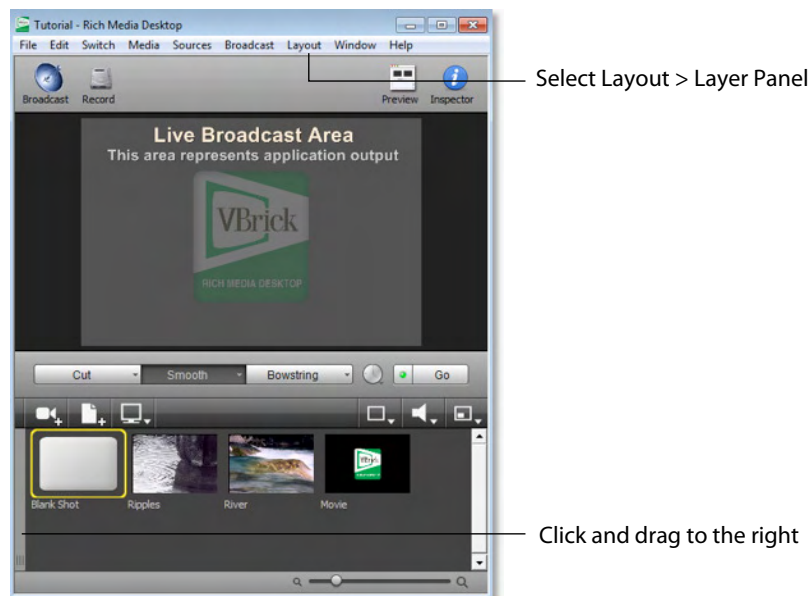 Tutorial - Rich Media Desktop
File Edit Switch Media Sources Broadcast Layout Window Help
Select Layout > Layer Panel
Broadcast Record Preview Inspector
Live Broadcast Area
This area represents application output
VBrick
RICH MEDIA DESKTOP
Cut Smooth Bowstring Go
Blank Shot Ripples River Movie
Click and drag to the right